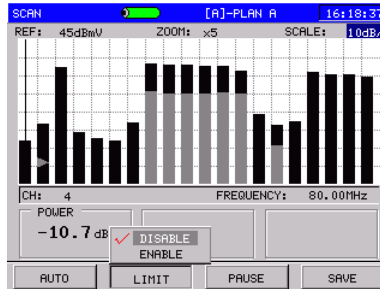 SCAN [A]-PLAN A 16:18:37
REF: 45dBmV ZOOM: x5 SCALE: 10dB/
CH: 4 FREQUENCY: 80.00MHz
POWER
-10.7 dB
DISABLE
ENABLE
AUTO LIMIT PAUSE SAVE